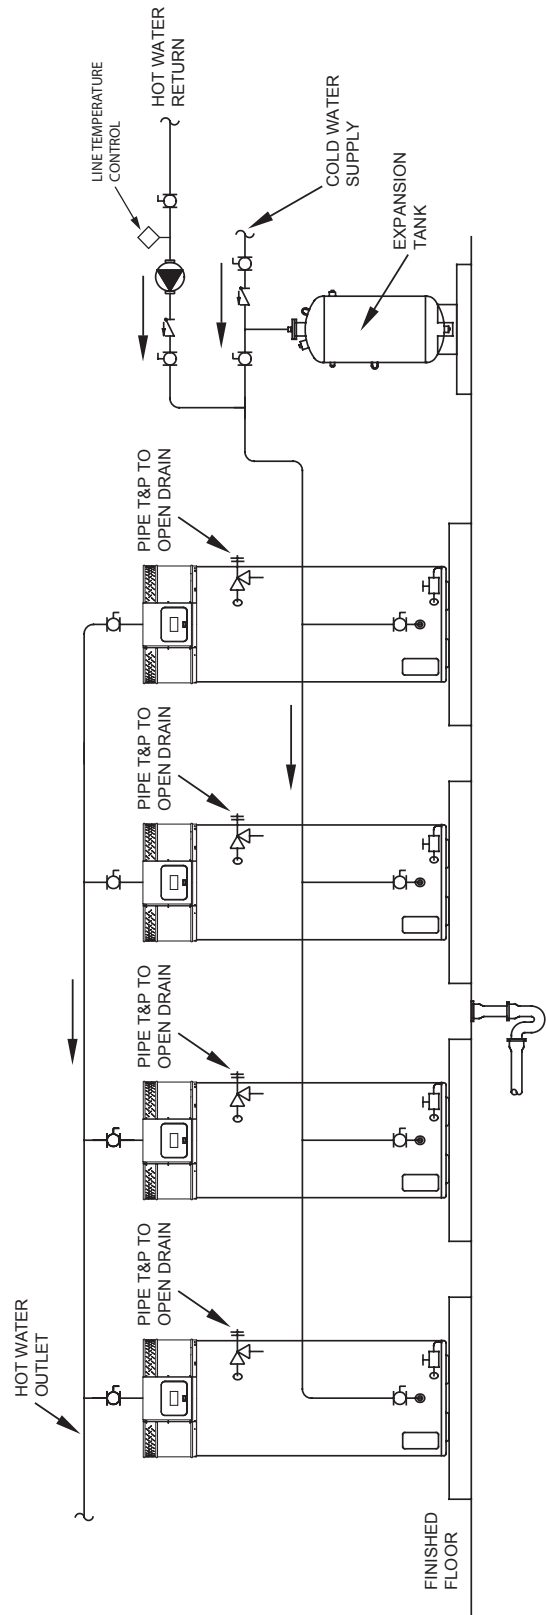 HOT WATER
OUTLET
PIPE T&P TO
OPEN DRAIN
PIPE T&P TO
OPEN DRAIN
PIPE T&P TO
OPEN DRAIN
PIPE T&P TO
OPEN DRAIN
LINE TEMPERATURE
CONTROL
HOT WATER
RETURN
COLD WATER
SUPPLY
EXPANSION
TANK
FINISHED
FLOOR